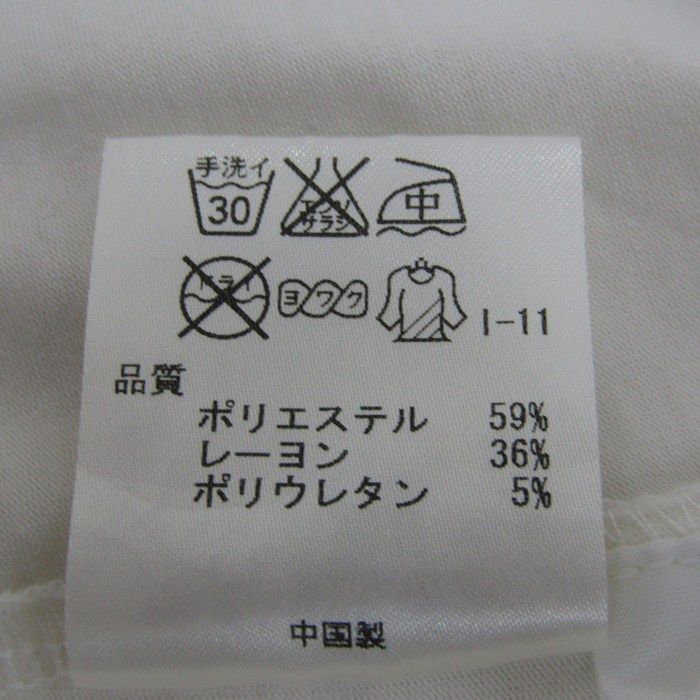 手洗イ
30
エンソ
サラシ
中
ドライ
ヨワク
I-11
品質
ポリエステル 59%
レーヨン 36%
ポリウレタン 5%
中国製